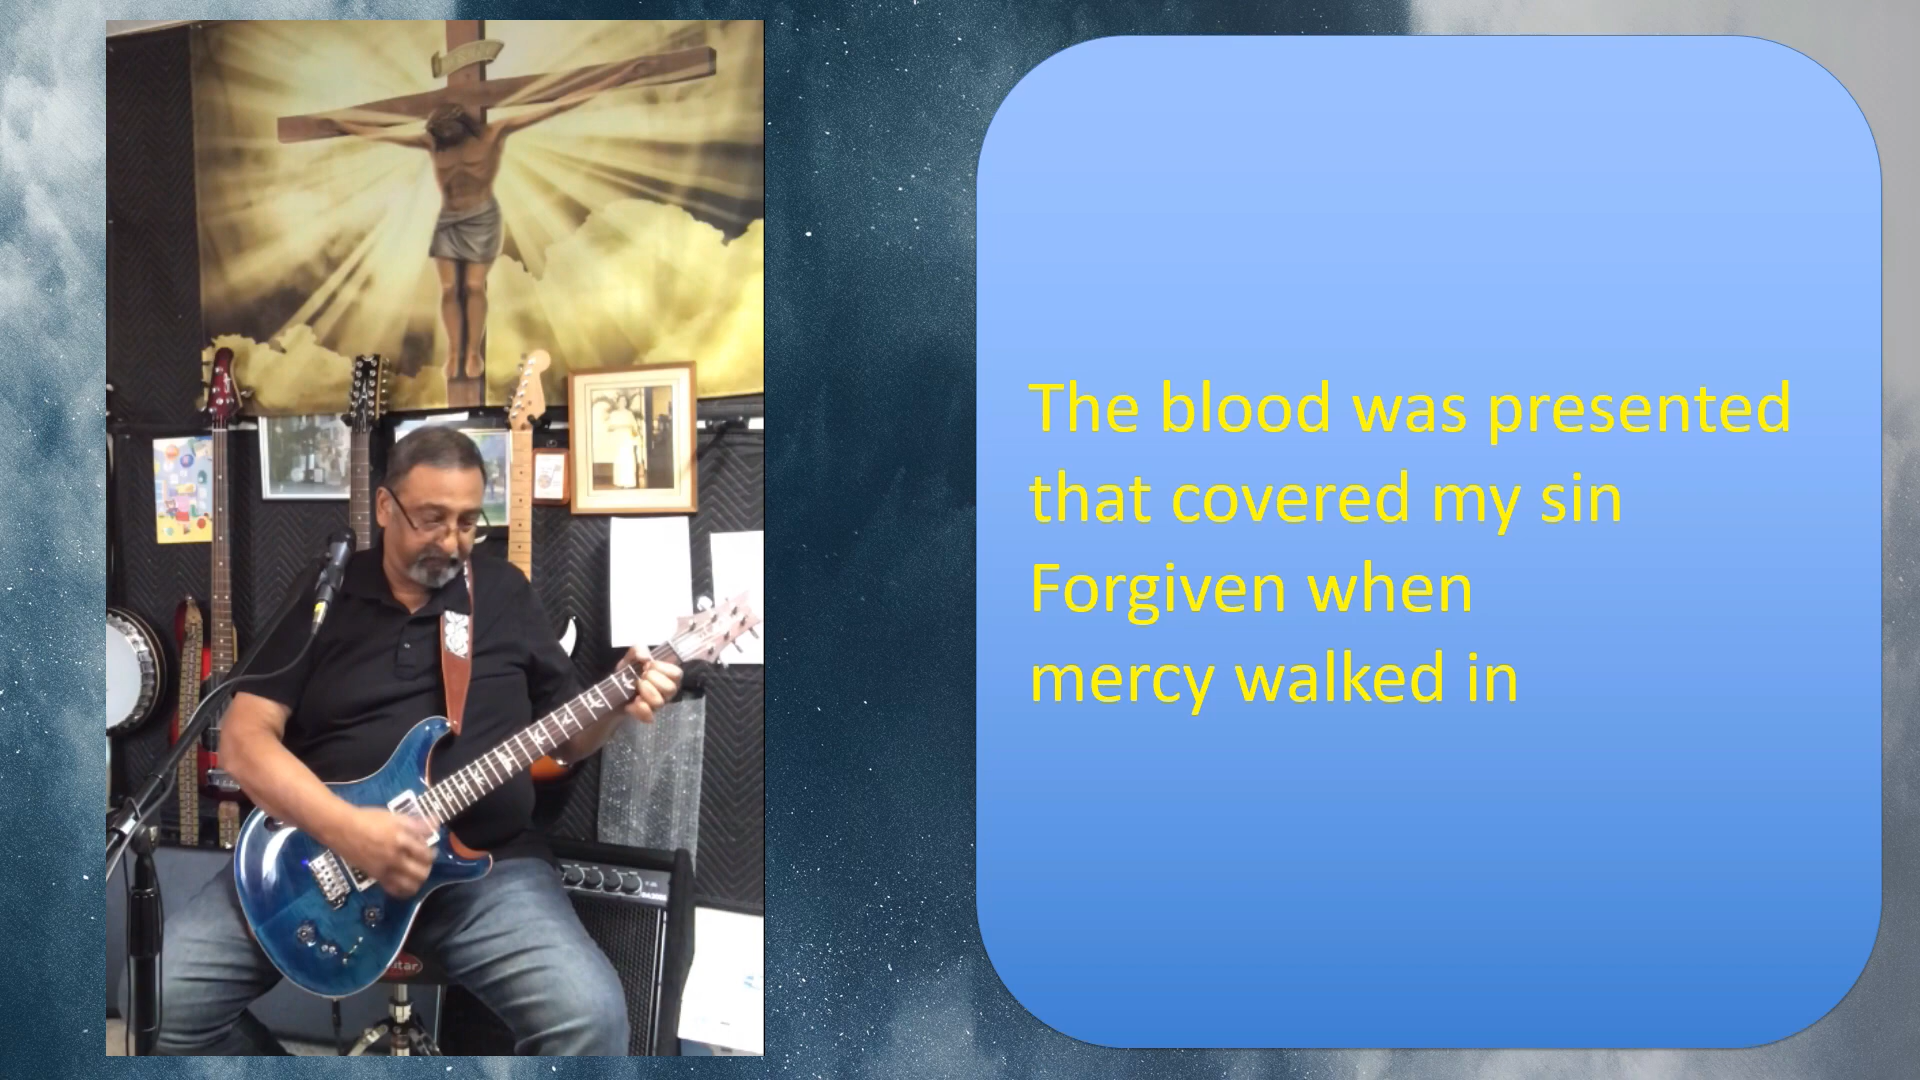 The blood was presented
that covered my sin
Forgiven when
mercy walked in